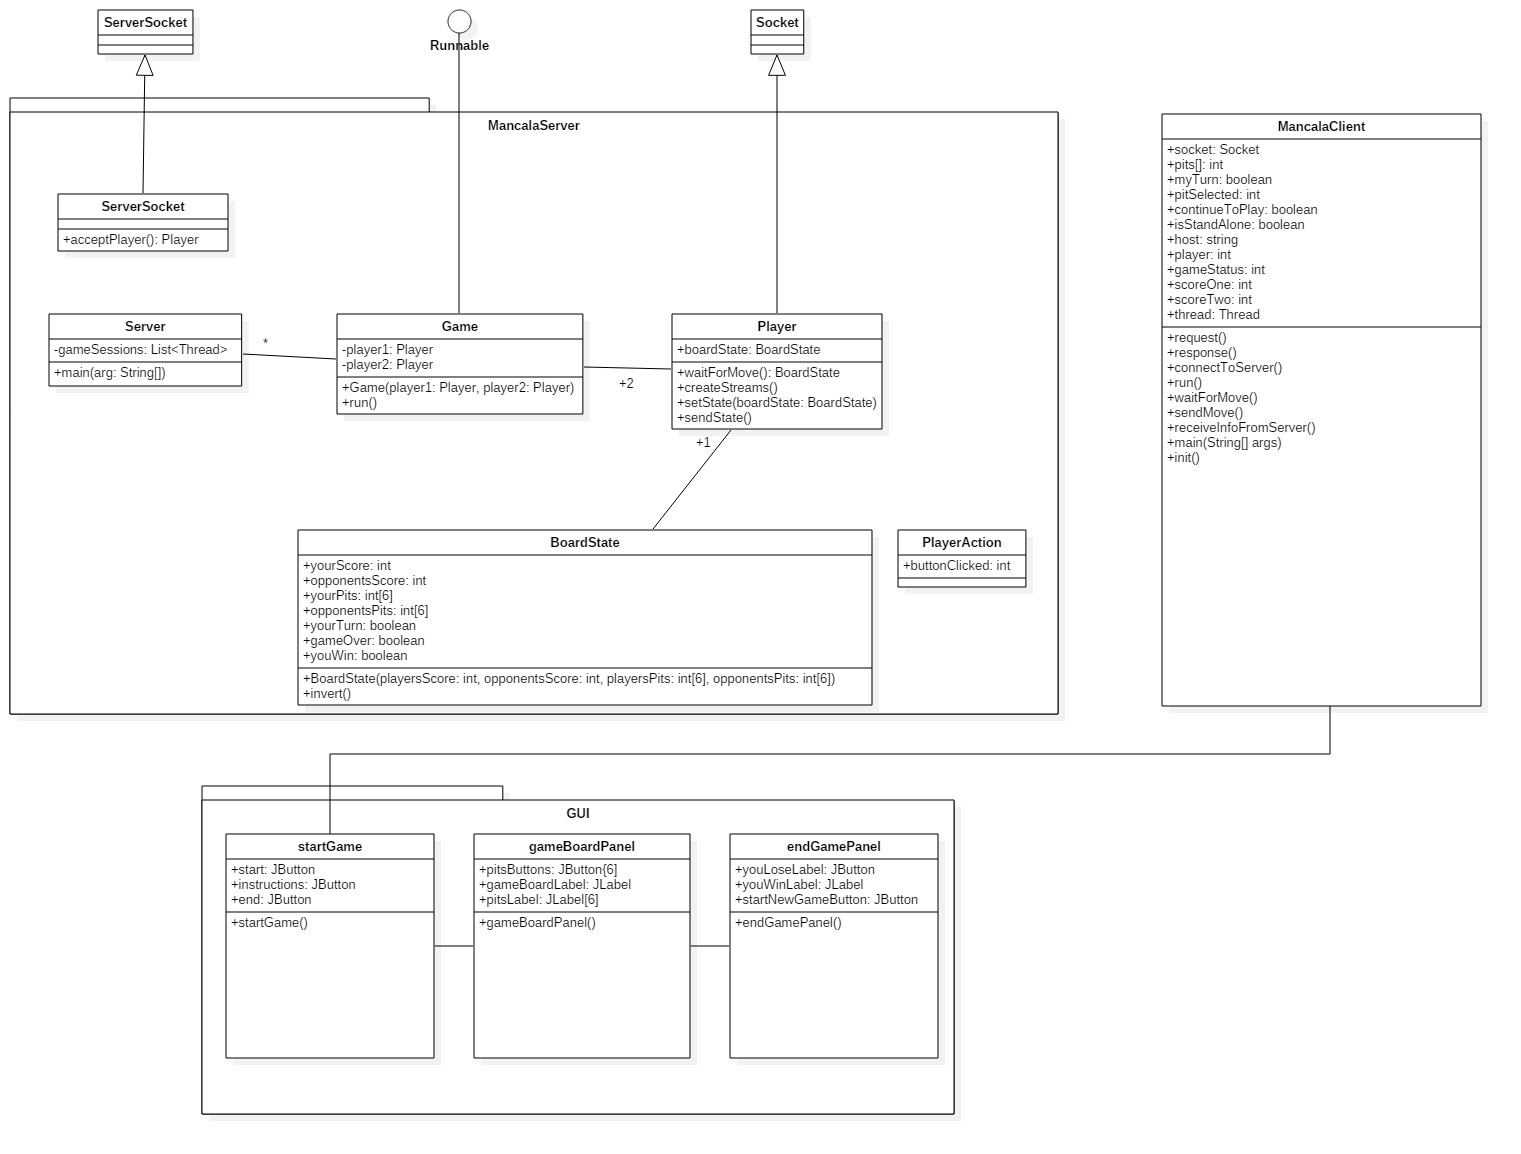 ServerSocket
Runnable
Socket
MancalaServer
ServerSocket
+acceptPlayer(): Player
Server
-gameSessions: List<Thread>
+main(arg: String[])
*
Game
-player1: Player
-player2: Player
+Game(player1: Player, player2: Player)
+run()
+2
Player
+boardState: BoardState
+waitForMove(): BoardState
+createStreams()
+setState(boardState: BoardState)
+sendState()
+1
BoardState
+yourScore: int
+opponentsScore: int
+yourPits: int[6]
+opponentsPits: int[6]
+yourTurn: boolean
+gameOver: boolean
+youWin: boolean
+BoardState(playersScore: int, opponentsScore: int, playersPits: int[6], opponentsPits: int[6])
+invert()
PlayerAction
+buttonClicked: int
MancalaClient
+socket: Socket
+pits[]: int
+myTurn: boolean
+pitSelected: int
+continueToPlay: boolean
+isStandAlone: boolean
+host: string
+player: int
+gameStatus: int
+scoreOne: int
+scoreTwo: int
+thread: Thread
+request()
+response()
+connectToServer()
+run()
+waitForMove()
+sendMove()
+receiveInfoFromServer()
+main(String[] args)
+init()
GUI
startGame
+start: JButton
+instructions: JButton
+end: JButton
+startGame()
gameBoardPanel
+pitsButtons: JButton{6]
+gameBoardLabel: JLabel
+pitsLabel: JLabel[6]
+gameBoardPanel()
endGamePanel
+youLoseLabel: JButton
+youWinLabel: JLabel
+startNewGameButton: JButton
+endGamePanel()